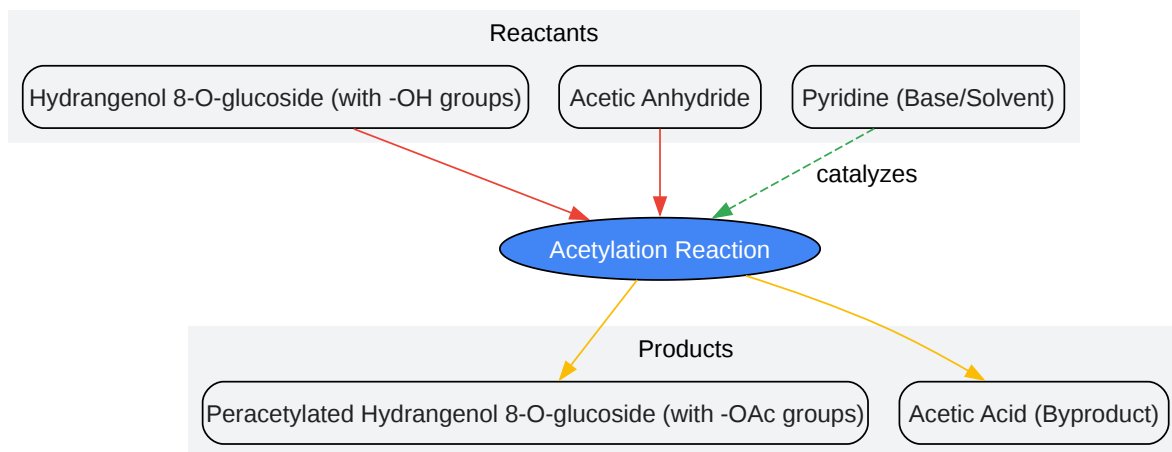 Reactants
Hydrangenol 8-O-glucoside (with -OH groups)
Acetic Anhydride
Pyridine (Base/Solvent)
catalyzes
Acetylation Reaction
Products
Peracetylated Hydrangenol 8-O-glucoside (with -OAc groups)
Acetic Acid (Byproduct)